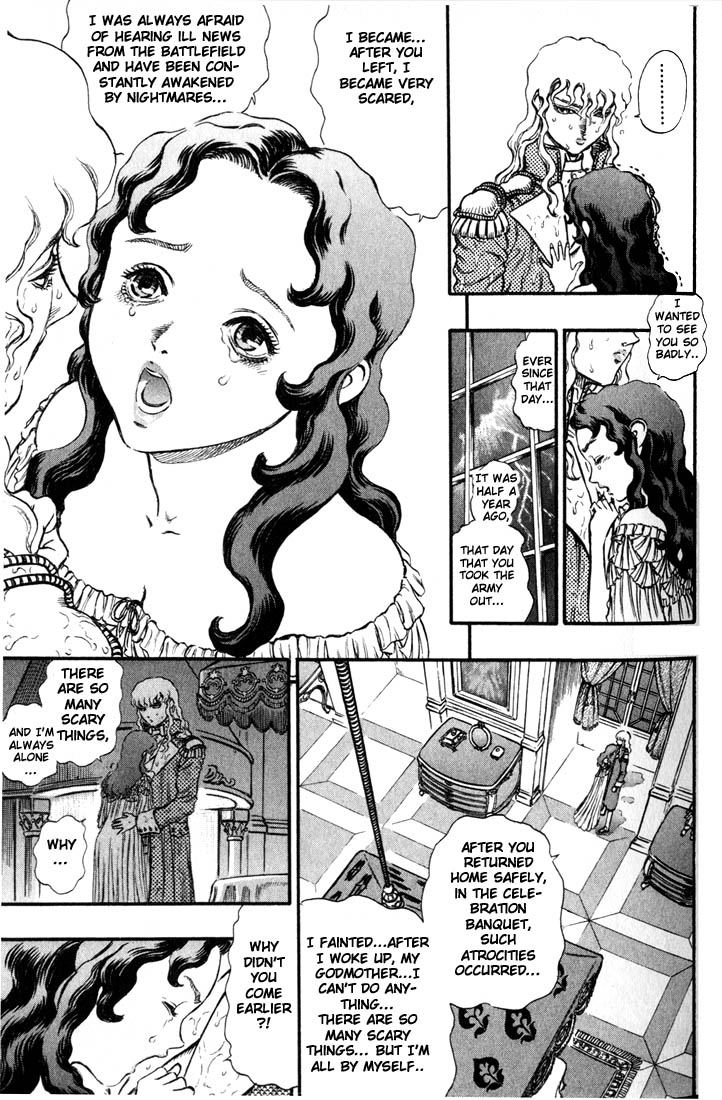 .........
I
WANTED
TO SEE
YOU SO
BADLY..
EVER
SINCE
THAT
DAY...
IT WAS
HALF A
YEAR
AGO,
THAT DAY
THAT YOU
TOOK THE
ARMY
OUT...
I BECAME...
AFTER YOU
LEFT, I
BECAME VERY
SCARED,
I WAS ALWAYS AFRAID
OF HEARING ILL NEWS
FROM THE BATTLEFIELD
AND HAVE BEEN CON-
STANTLY AWAKENED
BY NIGHTMARES...
AFTER YOU
RETURNED
HOME SAFELY,
IN THE CELE-
BRATION
BANQUET,
SUCH
ATROCITIES
OCCURRED...
I FAINTED...AFTER
I WOKE UP, MY
GODMOTHER...I
CAN'T DO ANY-
THING...
THERE ARE SO
MANY SCARY
THINGS... BUT I'M
ALL BY MYSELF..
THERE
ARE SO
MANY
SCARY
THINGS,
AND I'M
ALWAYS
ALONE
...
WHY
...
WHY
DIDN'T
YOU
COME
EARLIER
?!